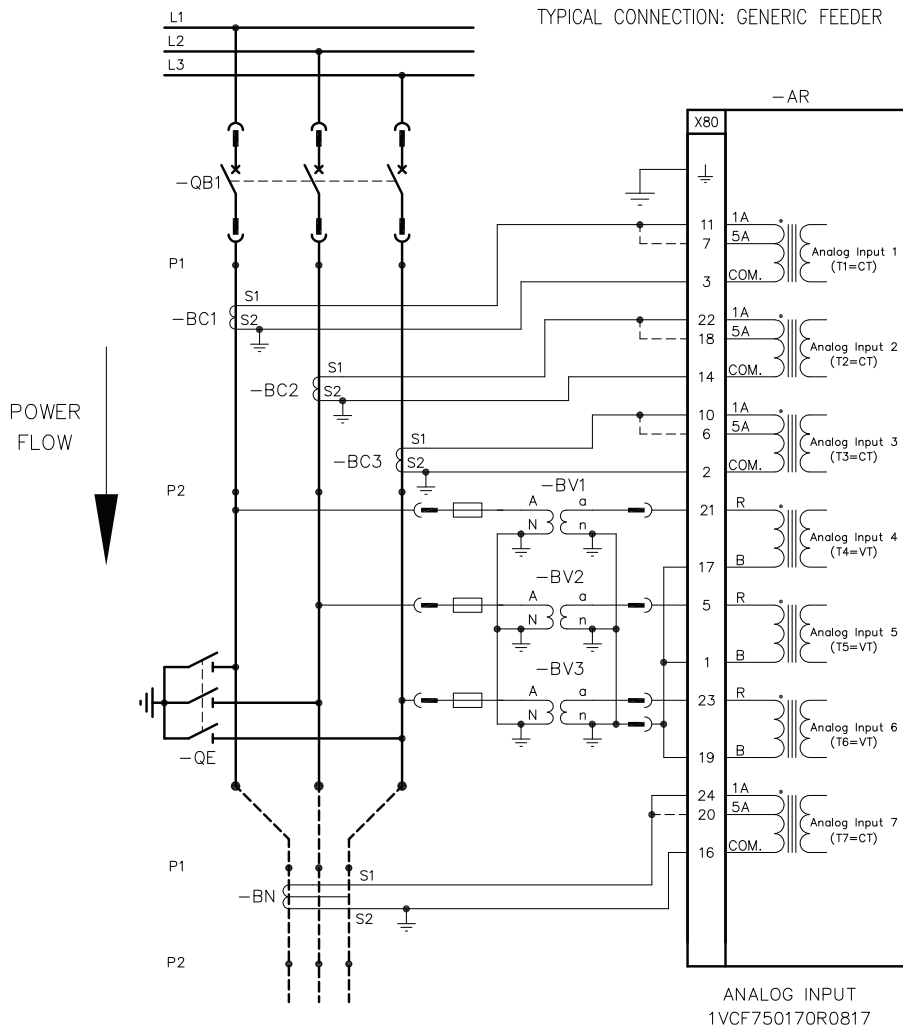 TYPICAL CONNECTION: GENERIC FEEDER
L1
L2
L3
-AR
X80
-QB1
11 1A
7 5A
Analog Input 1
(T1=CT)
3 COM.
P1
S1
-BC1 S2
22 1A
18 5A
Analog Input 2
(T2=CT)
14 COM.
S1
-BC2 S2
10 1A
6 5A
Analog Input 3
(T3=CT)
2 COM.
POWER
FLOW
S1
-BC3 S2
P2
-BV1
A a
N n
21 R
Analog Input 4
(T4=VT)
17 B
-BV2
A a
N n
5 R
Analog Input 5
(T5=VT)
1 B
-BV3
A a
N n
23 R
Analog Input 6
(T6=VT)
19 B
-QE
24 1A
20 5A
Analog Input 7
(T7=CT)
16 COM.
P1
S1
-BN
S2
P2
ANALOG INPUT
1VCF750170R0817